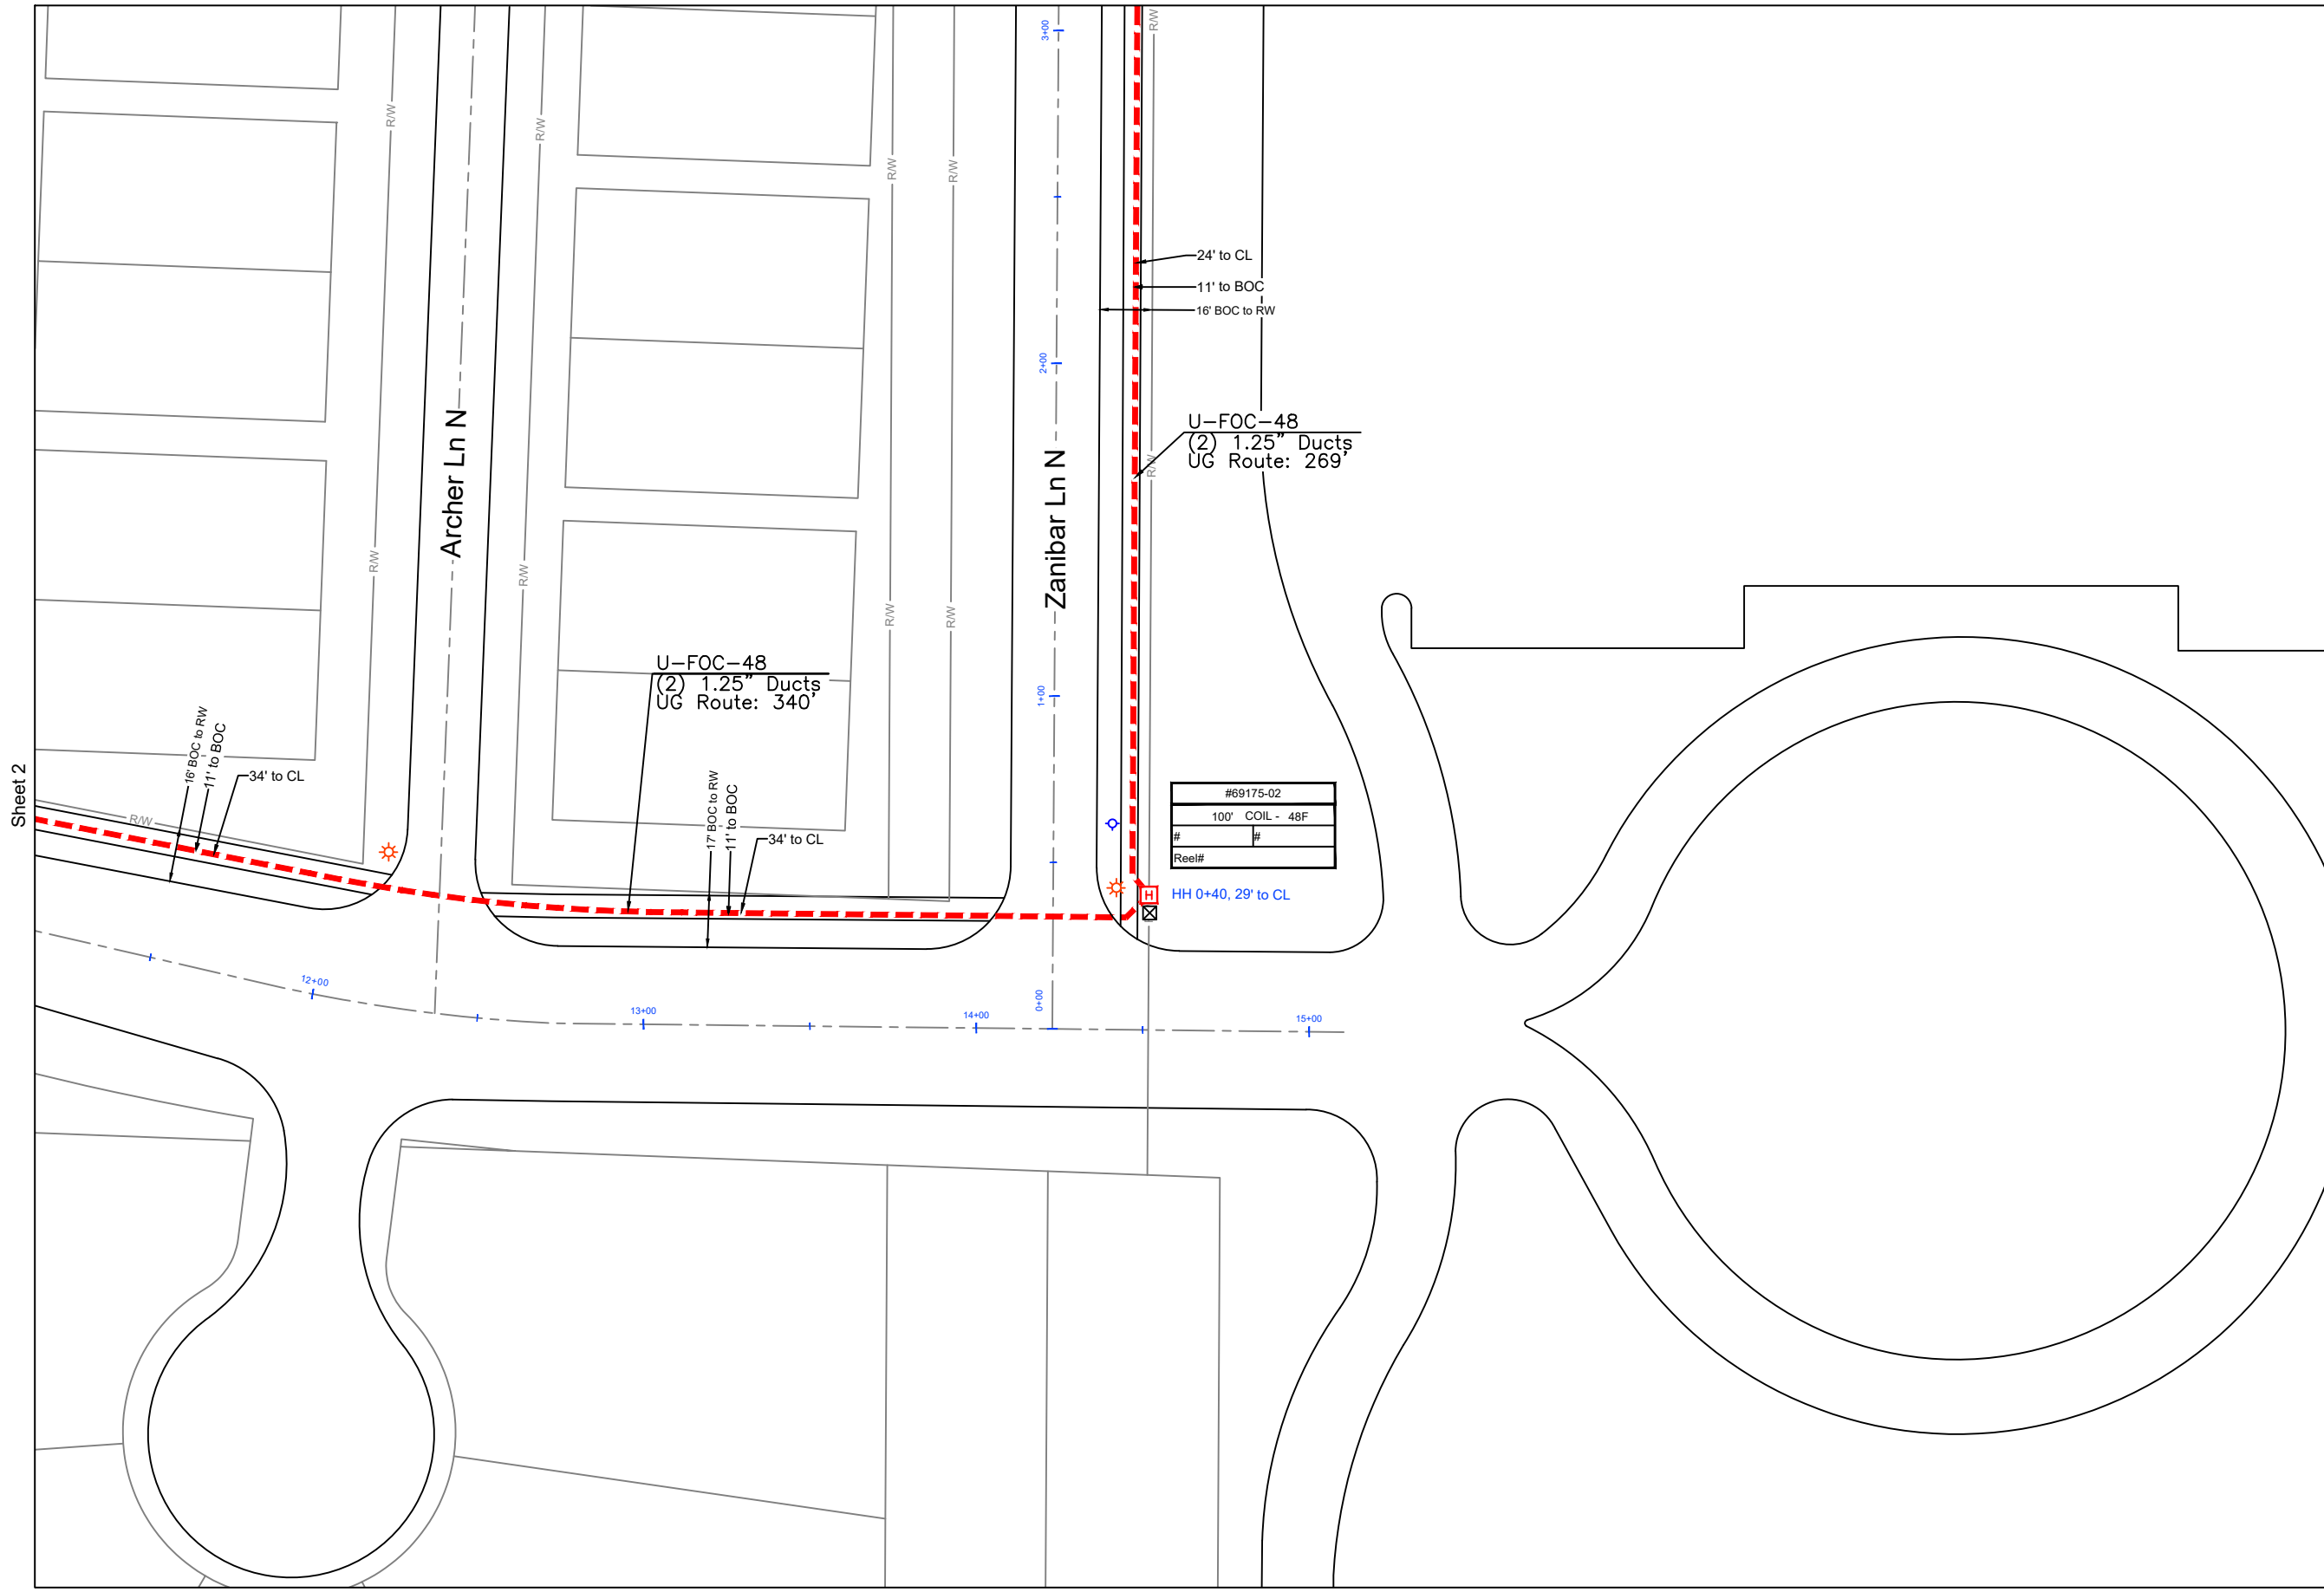 R/W
3+00
R/W
R/W
R/W
R/W
24' to CL
11' to BOC
16' BOC to RW
2+00
Archer Ln N
Zanibar Ln N
U-FOC-48
(2) 1.25" Ducts
UG Route: 269'
R/W
R/W
R/W
R/W
R/W
U-FOC-48
(2) 1.25" Ducts
UG Route: 340'
1+00
Sheet 2
16' BOC to RW
11' to BOC
34' to CL
R/W
17' BOC to RW
11' to BOC
34' to CL
#69175-02
100' COIL - 48F
# #
Reel#
H
HH 0+40, 29' to CL
12+00
13+00
14+00
0+00
15+00